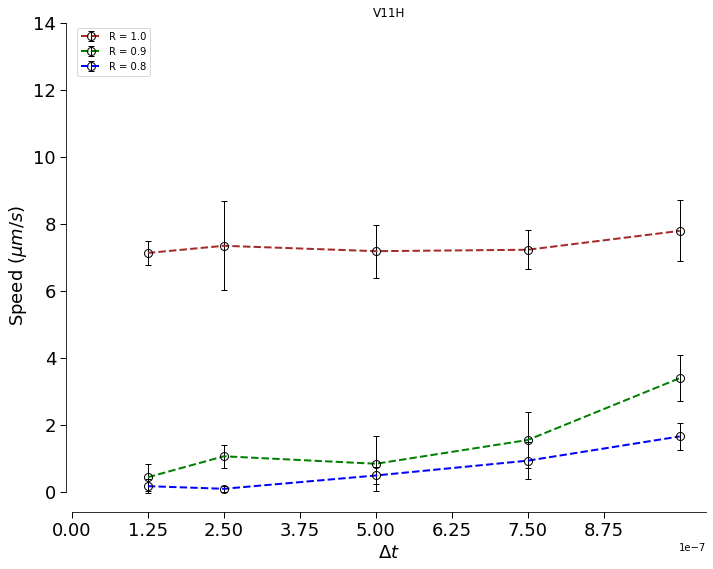 V11H
R = 1.0
R = 0.9
R = 0.8
Speed (μm/s)
14
12
10
8
6
4
2
0
0.00 1.25 2.50 3.75 5.00 6.25 7.50 8.75
1e−7
Δt